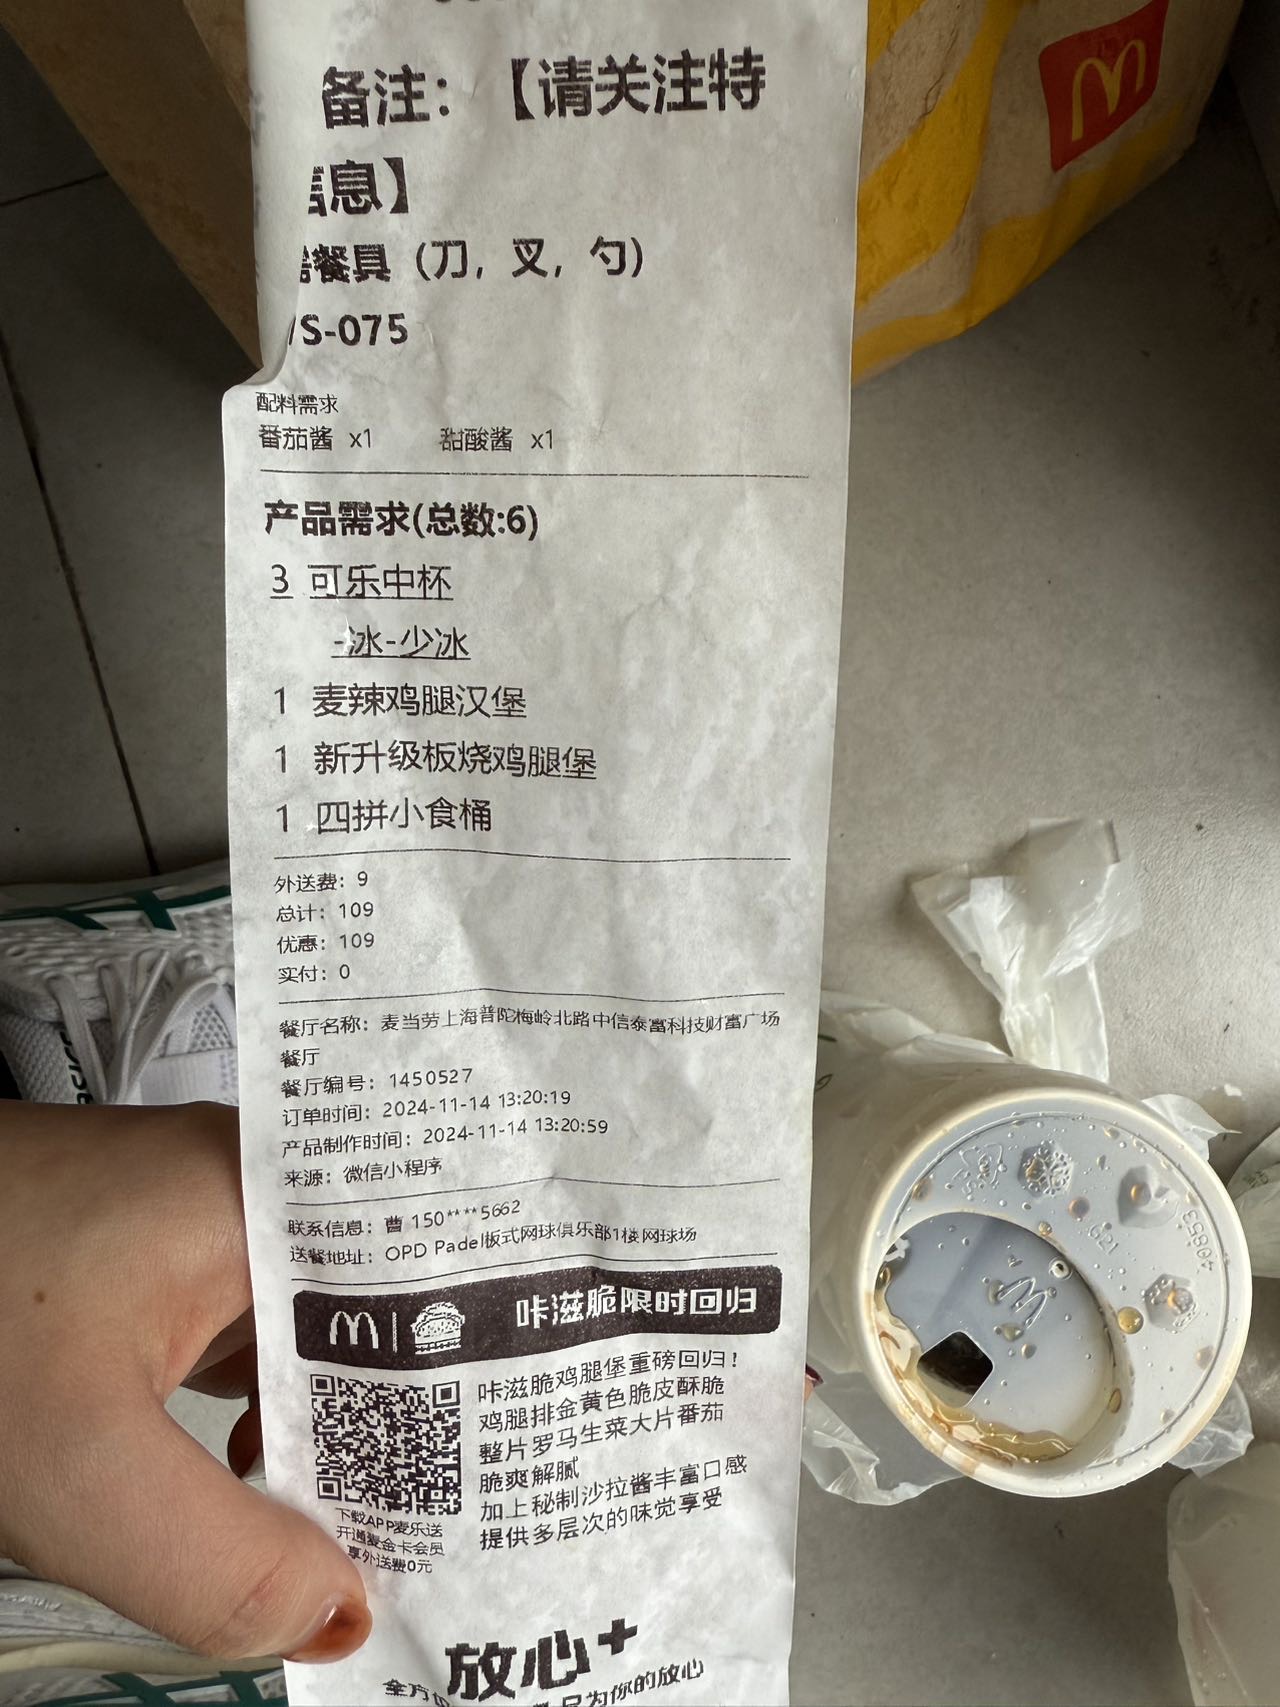 备注：【请关注特
信息】
餐具（刀，叉，勺）
S-075
配料需求
番茄酱 x1 甜酸酱 x1
产品需求(总数:6)
3 可乐中杯
-冰-少冰
1 麦辣鸡腿汉堡
1 新升级板烧鸡腿堡
1 四拼小食桶
外送费：9
总计：109
优惠：109
实付：0
餐厅名称：麦当劳上海普陀梅岭北路中信泰富科技财富广场
餐厅
餐厅编号：1450527
订单时间：2024-11-14 13:20:19
产品制作时间：2024-11-14 13:20:59
来源：微信小程序
联系信息：曹 150****5662
送餐地址：OPD Padel板式网球俱乐部1楼网球场
咔滋脆限时回归
咔滋脆鸡腿堡重磅回归！
鸡腿排金黄色脆皮酥脆
整片罗马生菜大片番茄
脆爽解腻
加上秘制沙拉酱丰富口感
提供多层次的味觉享受
下载APP麦乐送
开通麦金卡会员
享外送费0元
放心+
全方 只为你的放心
621
40853